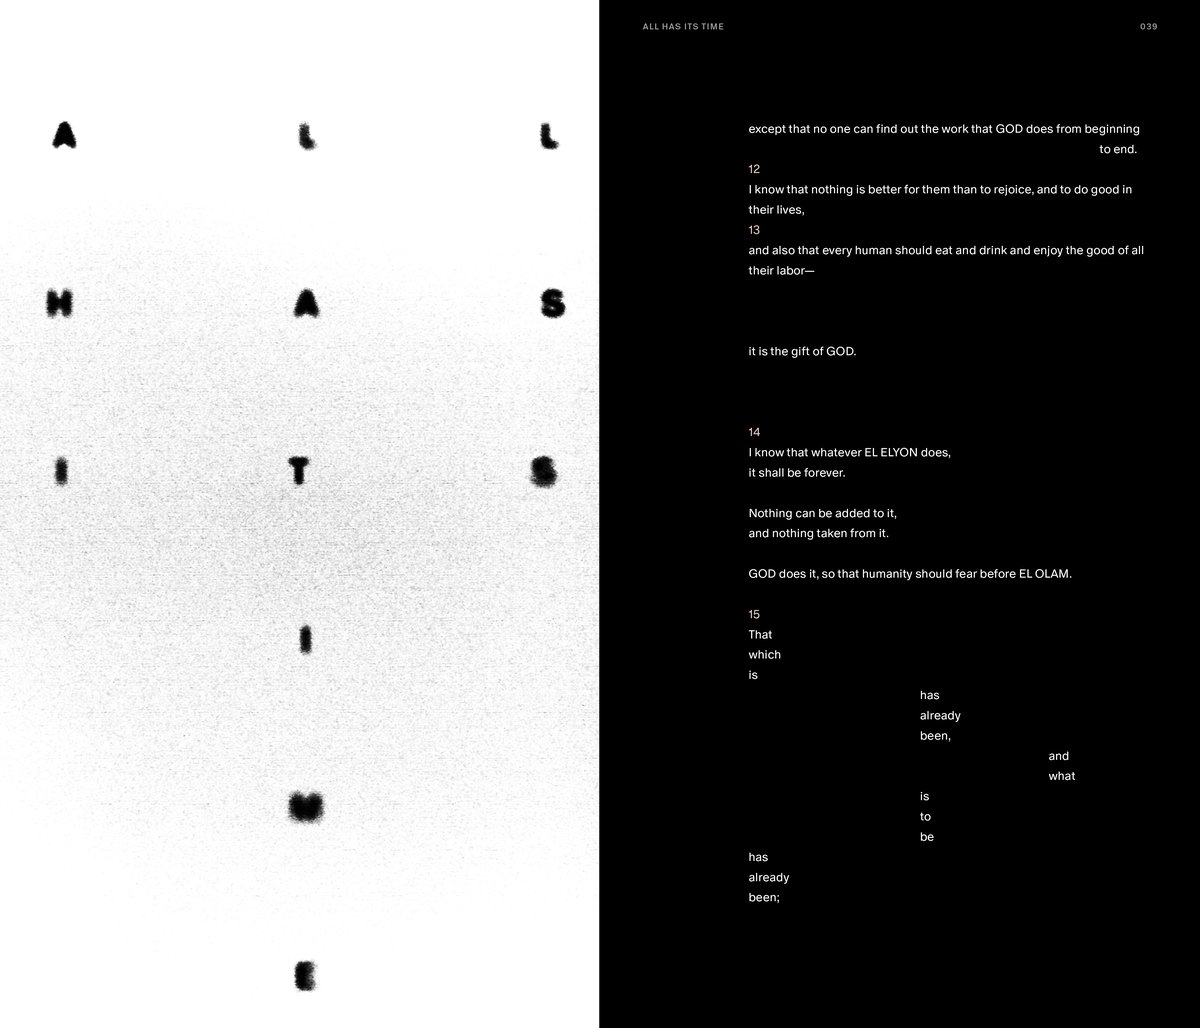 A L L
H A S
I T S
I
M
E
ALL HAS ITS TIME
039
except that no one can find out the work that GOD does from beginning
to end.
12
I know that nothing is better for them than to rejoice, and to do good in
their lives,
13
and also that every human should eat and drink and enjoy the good of all
their labor—
it is the gift of GOD.
14
I know that whatever EL ELYON does,
it shall be forever.
Nothing can be added to it,
and nothing taken from it.
GOD does it, so that humanity should fear before EL OLAM.
15
That
which
is
has
already
been,
and
what
is
to
be
has
already
been;